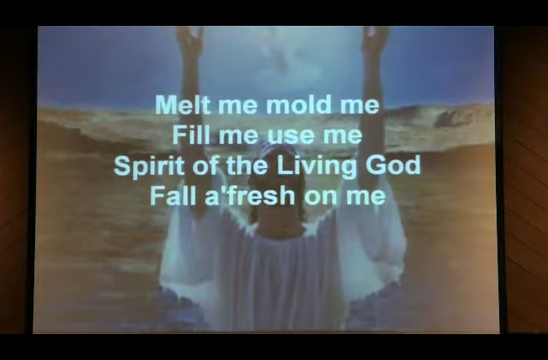 Melt me mold me
Fill me use me
Spirit of the Living God
Fall a'fresh on me